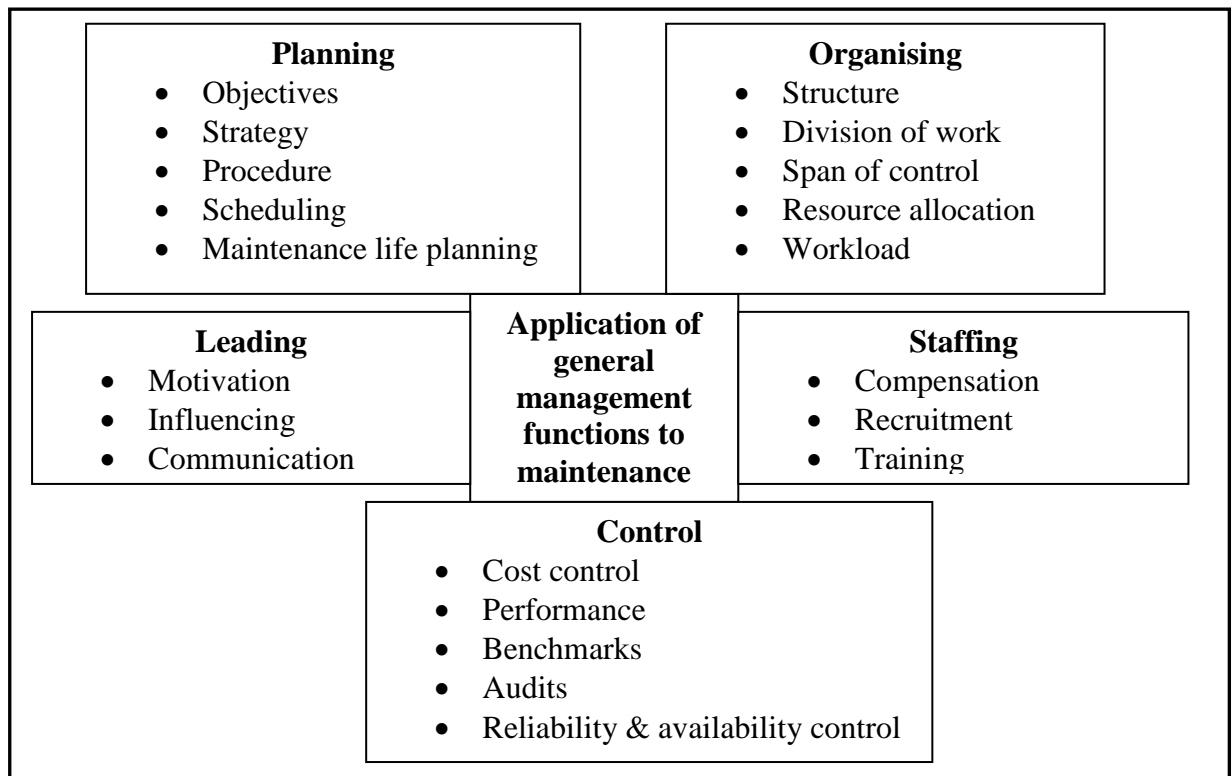 Planning
• Objectives
• Strategy
• Procedure
• Scheduling
• Maintenance life planning
Organising
• Structure
• Division of work
• Span of control
• Resource allocation
• Workload
Leading
• Motivation
• Influencing
• Communication
Application of
general
management
functions to
maintenance
Staffing
• Compensation
• Recruitment
• Training
Control
• Cost control
• Performance
• Benchmarks
• Audits
• Reliability & availability control